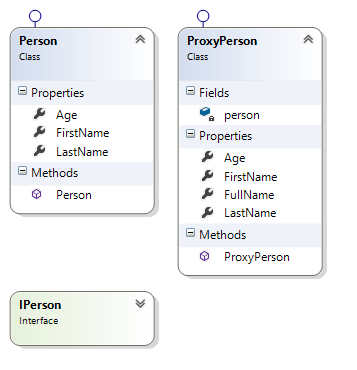 Person
Class
Properties
Age
FirstName
LastName
Methods
Person
ProxyPerson
Class
Fields
person
Properties
Age
FirstName
FullName
LastName
Methods
ProxyPerson
IPerson
Interface